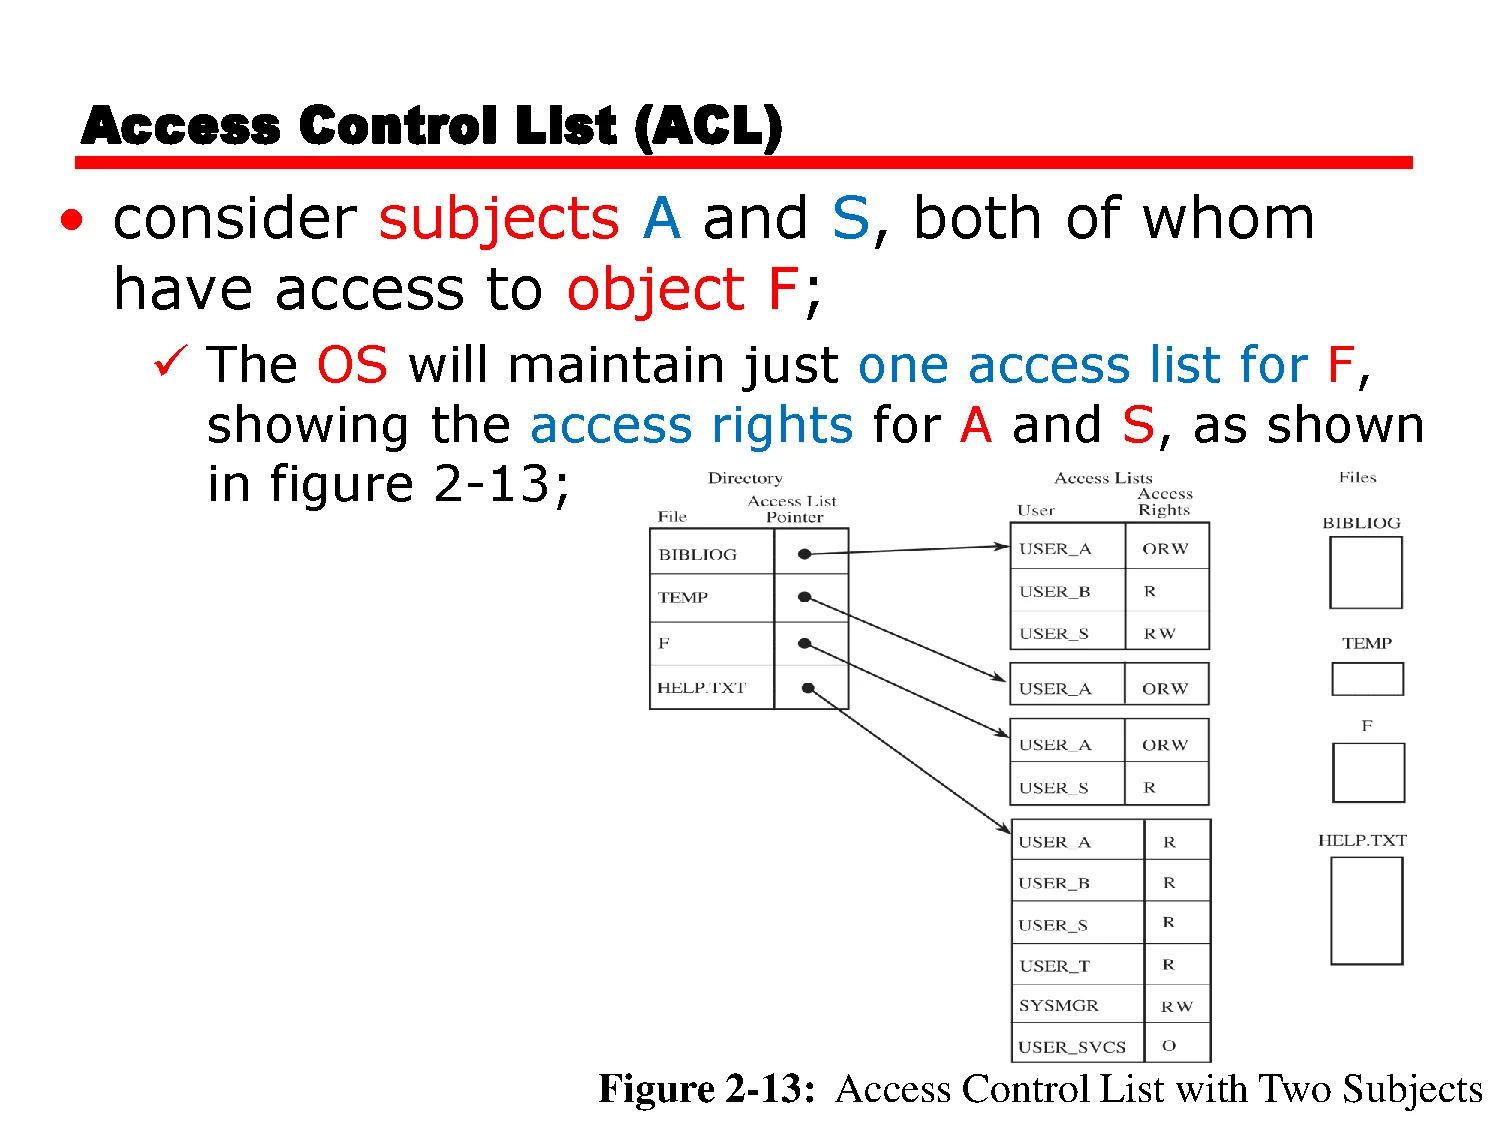 Access Control List (ACL)
• consider subjects A and S, both of whom
have access to object F;
✓ The OS will maintain just one access list for F,
showing the access rights for A and S, as shown
in figure 2-13;
Directory
File
Access List
Pointer
BIBLIOG
TEMP
F
HELP.TXT
Access Lists
User
Access
Rights
USER_A ORW
USER_B R
USER_S RW
USER_A ORW
USER_A ORW
USER_S R
USER_A R
USER_B R
USER_S R
USER_T R
SYSMGR RW
USER_SVCS O
Files
BIBLIOG
TEMP
F
HELP.TXT
Figure 2-13: Access Control List with Two Subjects